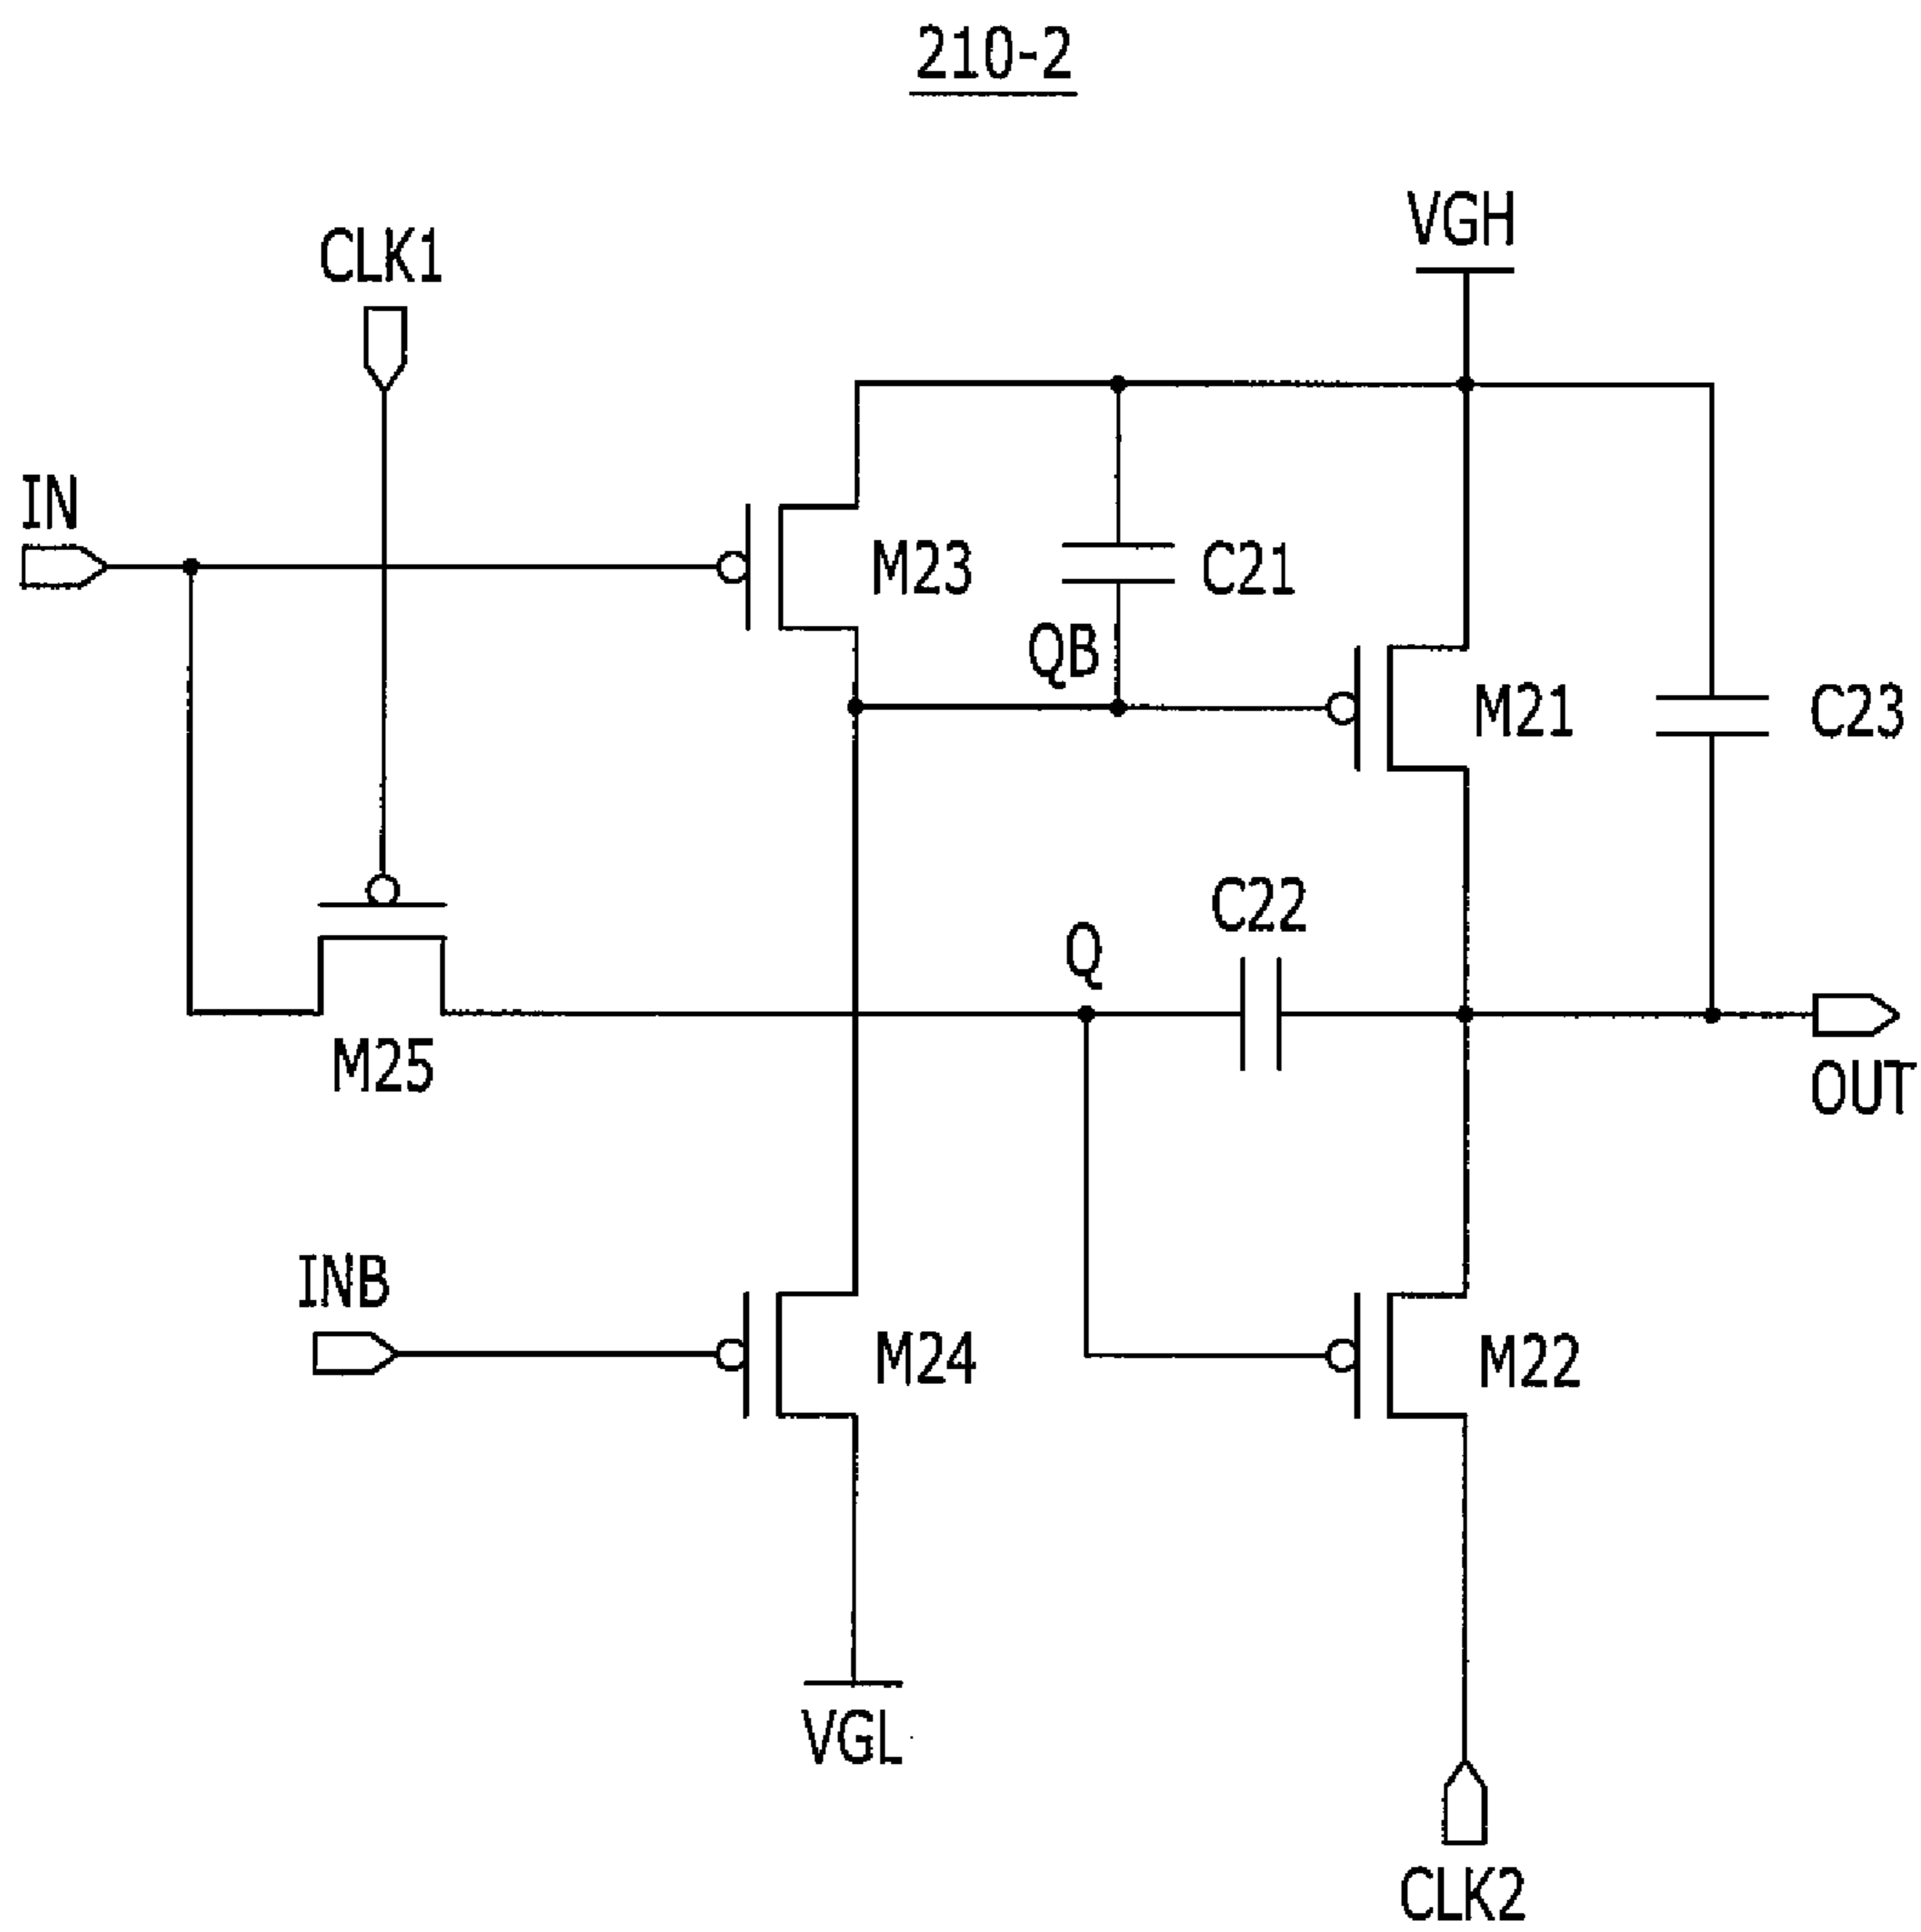 210-2
VGH
CLK1
IN
M23
C21
QB
M21
C23
C22
Q
M25
OUT
INB
M24
M22
VGL
CLK2